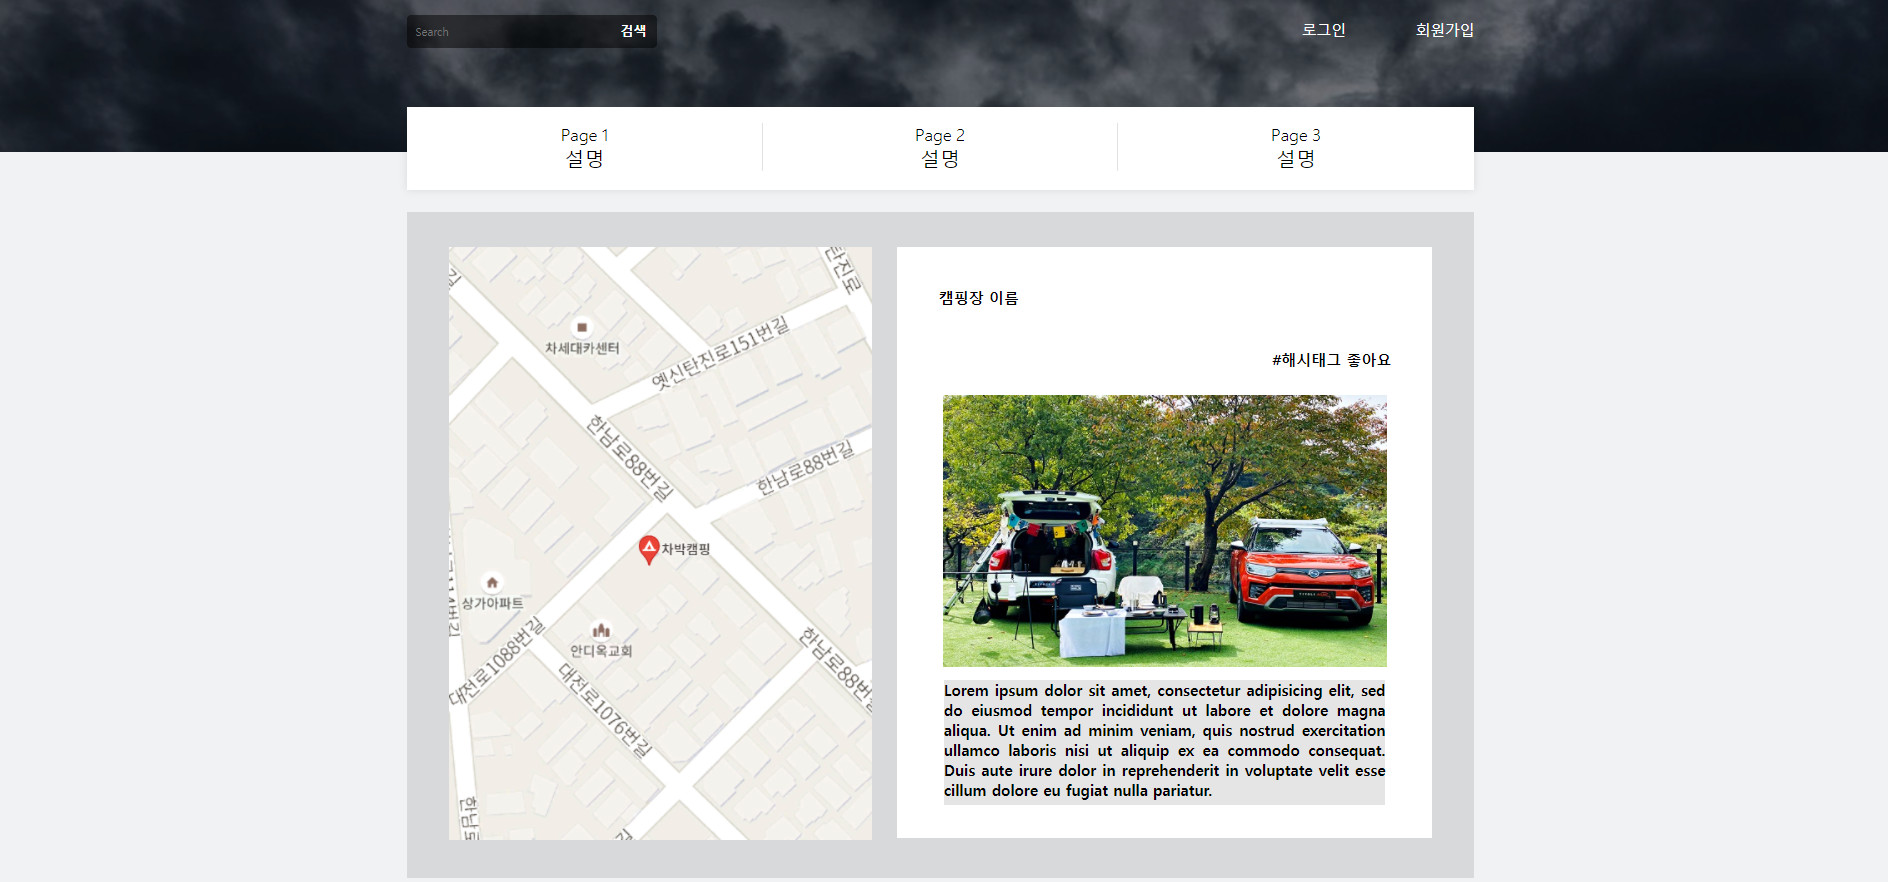 Search
검색
로그인
회원가입
Page 1
설명
Page 2
설명
Page 3
설명
탄진로
차세대카센터
옛신탄진로151번길
한남로88번길
한남로88번길
차박캠핑
상가아파트
안디옥교회
대전로1088번길
대전로1076번길
한남로88번길
한남로
캠핑장 이름
#해시태그 좋아요
Lorem ipsum dolor sit amet, consectetur adipisicing elit, sed
do eiusmod tempor incididunt ut labore et dolore magna
aliqua. Ut enim ad minim veniam, quis nostrud exercitation
ullamco laboris nisi ut aliquip ex ea commodo consequat.
Duis aute irure dolor in reprehenderit in voluptate velit esse
cillum dolore eu fugiat nulla pariatur.